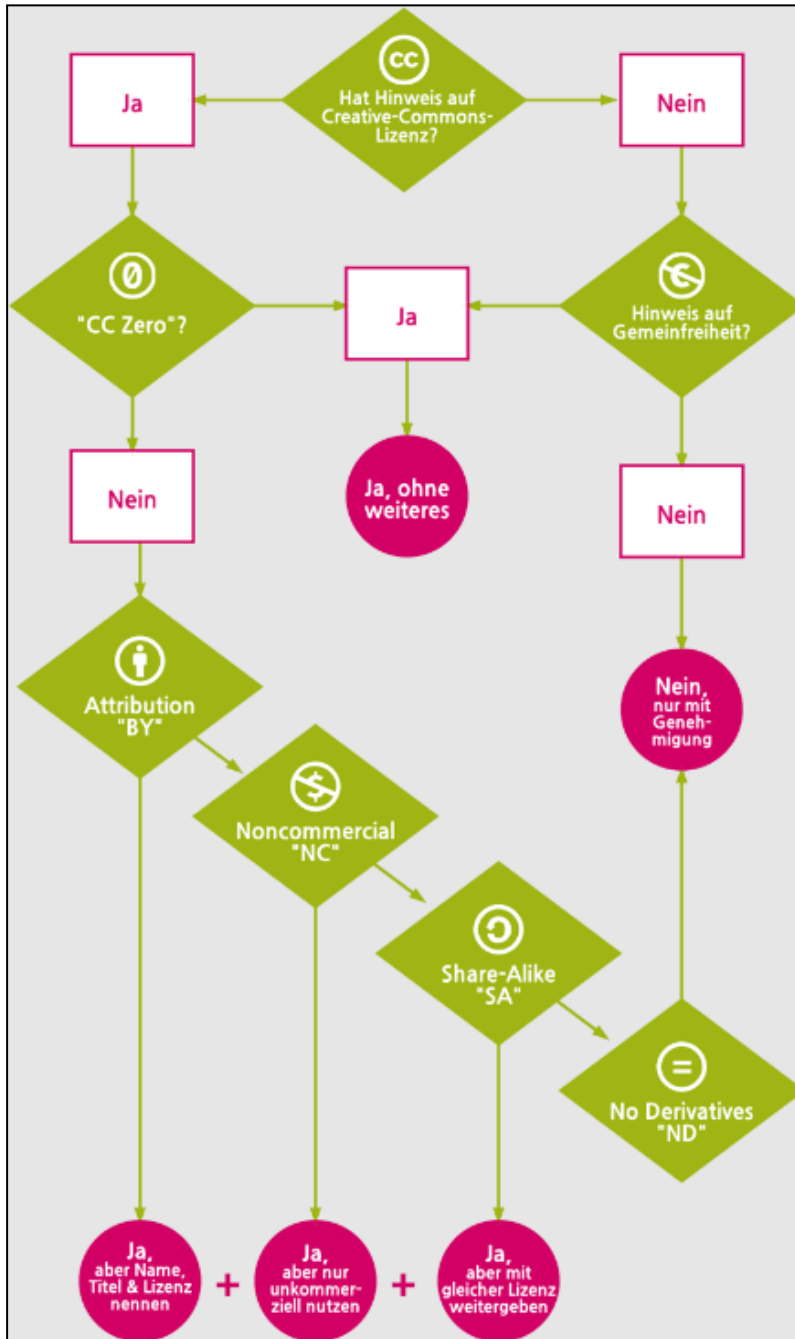 cc
Hat Hinweis auf
Creative-Commons-
Lizenz?
Ja
Nein
0
"CC Zero"?
Ja
Hinweis auf
Gemeinfreiheit?
Ja, ohne
weiteres
Nein
Nein
Attribution
"BY"
Nein,
nur mit
Geneh-
migung
$
Noncommercial
"NC"
Share-Alike
"SA"
=
No Derivatives
"ND"
Ja,
aber Name,
Titel & Lizenz
nennen
+
Ja,
aber nur
unkommer-
ziell nutzen
+
Ja,
aber mit
gleicher Lizenz
weitergeben